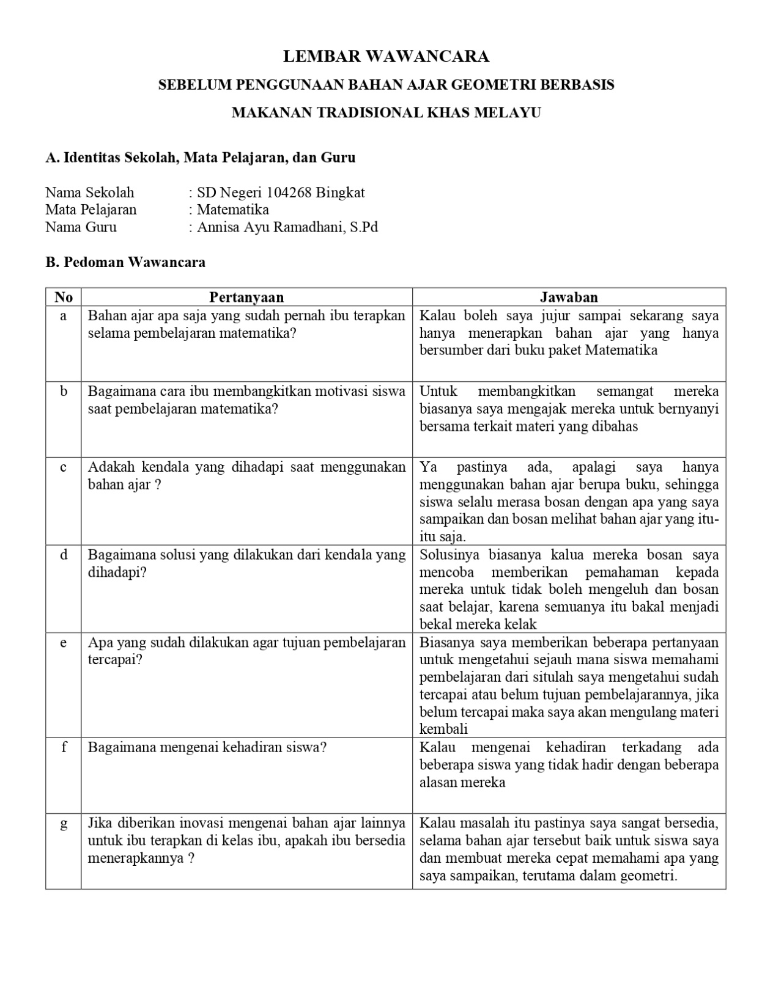 LEMBAR WAWANCARA
SEBELUM PENGGUNAAN BAHAN AJAR GEOMETRI BERBASIS
MAKANAN TRADISIONAL KHAS MELAYU
A. Identitas Sekolah, Mata Pelajaran, dan Guru
Nama Sekolah : SD Negeri 104268 Bingkat
Mata Pelajaran : Matematika
Nama Guru : Annisa Ayu Ramadhani, S.Pd
B. Pedoman Wawancara
No Pertanyaan Jawaban
a
Bahan ajar apa saja yang sudah pernah ibu terapkan
selama pembelajaran matematika?
Kalau boleh saya jujur sampai sekarang saya
hanya menerapkan bahan ajar yang hanya
bersumber dari buku paket Matematika
b
Bagaimana cara ibu membangkitkan motivasi siswa
saat pembelajaran matematika?
Untuk membangkitkan semangat mereka
biasanya saya mengajak mereka untuk bernyanyi
bersama terkait materi yang dibahas
c
Adakah kendala yang dihadapi saat menggunakan
bahan ajar ?
Ya pastinya ada, apalagi saya hanya
menggunakan bahan ajar berupa buku, sehingga
siswa selalu merasa bosan dengan apa yang saya
sampaikan dan bosan melihat bahan ajar yang itu-
itu saja.
d
Bagaimana solusi yang dilakukan dari kendala yang
dihadapi?
Solusinya biasanya kalua mereka bosan saya
mencoba memberikan pemahaman kepada
mereka untuk tidak boleh mengeluh dan bosan
saat belajar, karena semuanya itu bakal menjadi
bekal mereka kelak
e
Apa yang sudah dilakukan agar tujuan pembelajaran
tercapai?
Biasanya saya memberikan beberapa pertanyaan
untuk mengetahui sejauh mana siswa memahami
pembelajaran dari situlah saya mengetahui sudah
tercapai atau belum tujuan pembelajarannya, jika
belum tercapai maka saya akan mengulang materi
kembali
f
Bagaimana mengenai kehadiran siswa?
Kalau mengenai kehadiran terkadang ada
beberapa siswa yang tidak hadir dengan beberapa
alasan mereka
g
Jika diberikan inovasi mengenai bahan ajar lainnya
untuk ibu terapkan di kelas ibu, apakah ibu bersedia
menerapkannya ?
Kalau masalah itu pastinya saya sangat bersedia,
selama bahan ajar tersebut baik untuk siswa saya
dan membuat mereka cepat memahami apa yang
saya sampaikan, terutama dalam geometri.